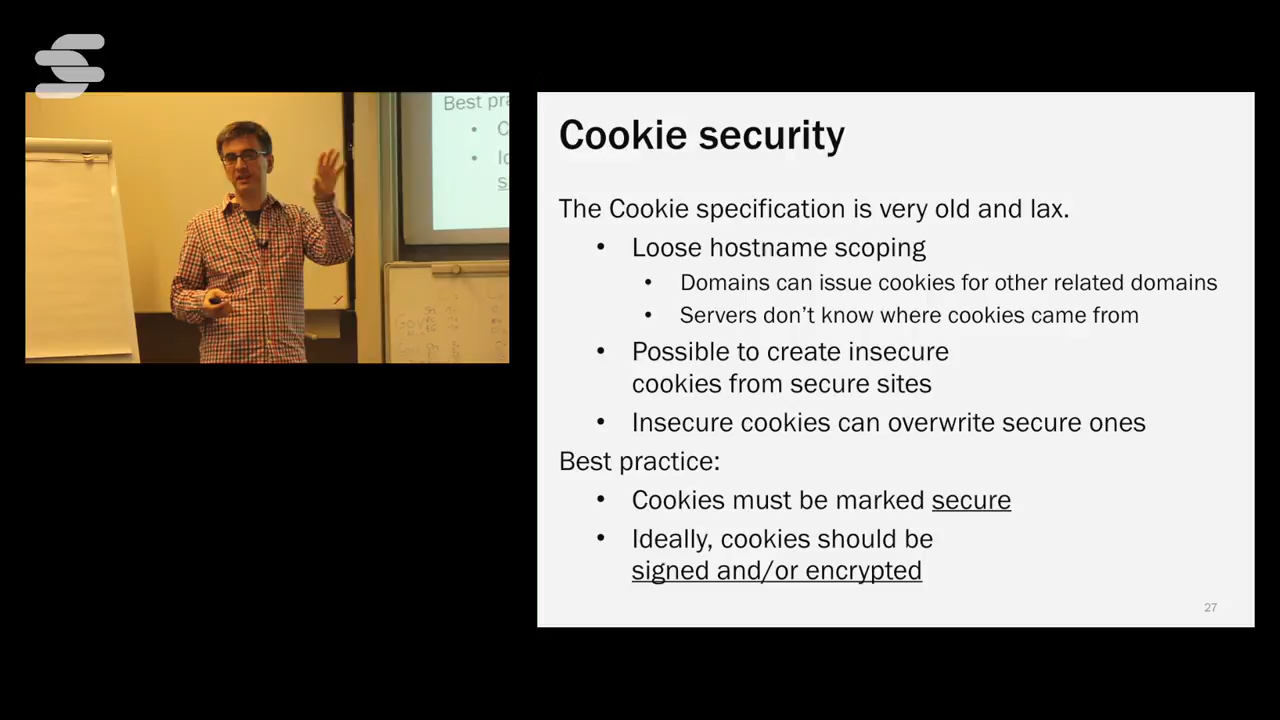 Best
Cookie security
The Cookie specification is very old and lax.
• Loose hostname scoping
• Domains can issue cookies for other related domains
• Servers don’t know where cookies came from
• Possible to create insecure
cookies from secure sites
• Insecure cookies can overwrite secure ones
Best practice:
• Cookies must be marked secure
• Ideally, cookies should be
signed and/or encrypted
27